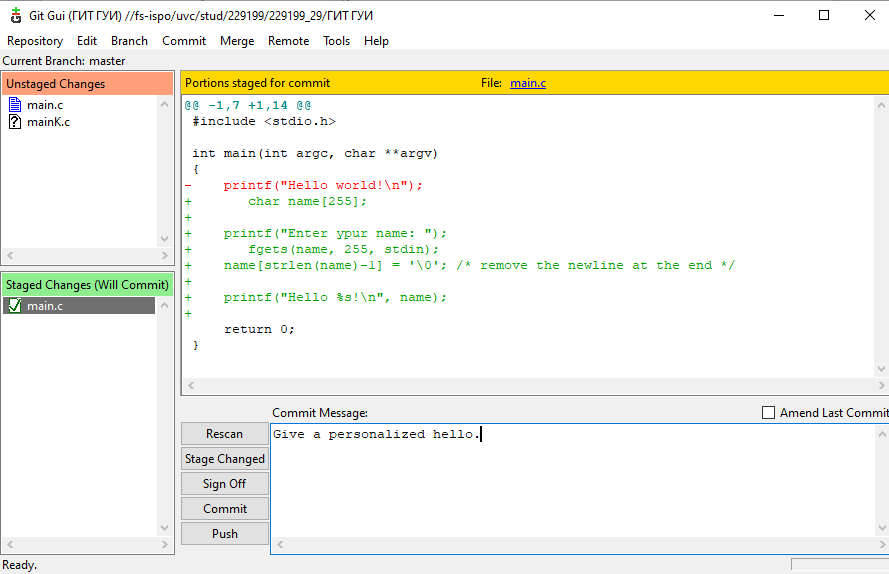 Git Gui (ГИТ ГУИ) //fs-ispo/uvc/stud/229199/229199_29/ГИТ ГУИ
Repository Edit Branch Commit Merge Remote Tools Help
Current Branch: master
Unstaged Changes
main.c
mainK.c
Staged Changes (Will Commit)
main.c
Portions staged for commit File: main.c
@@ -1,7 +1,14 @@
 #include <stdio.h>
 int main(int argc, char **argv)
 {
-    printf("Hello world!\n");
+       char name[255];
+
+    printf("Enter ypur name: ");
+       fgets(name, 255, stdin);
+    name[strlen(name)-1] = '\0'; /* remove the newline at the end */
+
+    printf("Hello %s!\n", name);
+
     return 0;
 }
Commit Message: Amend Last Commit
Rescan
Stage Changed
Sign Off
Commit
Push
Give a personalized hello.
Ready.